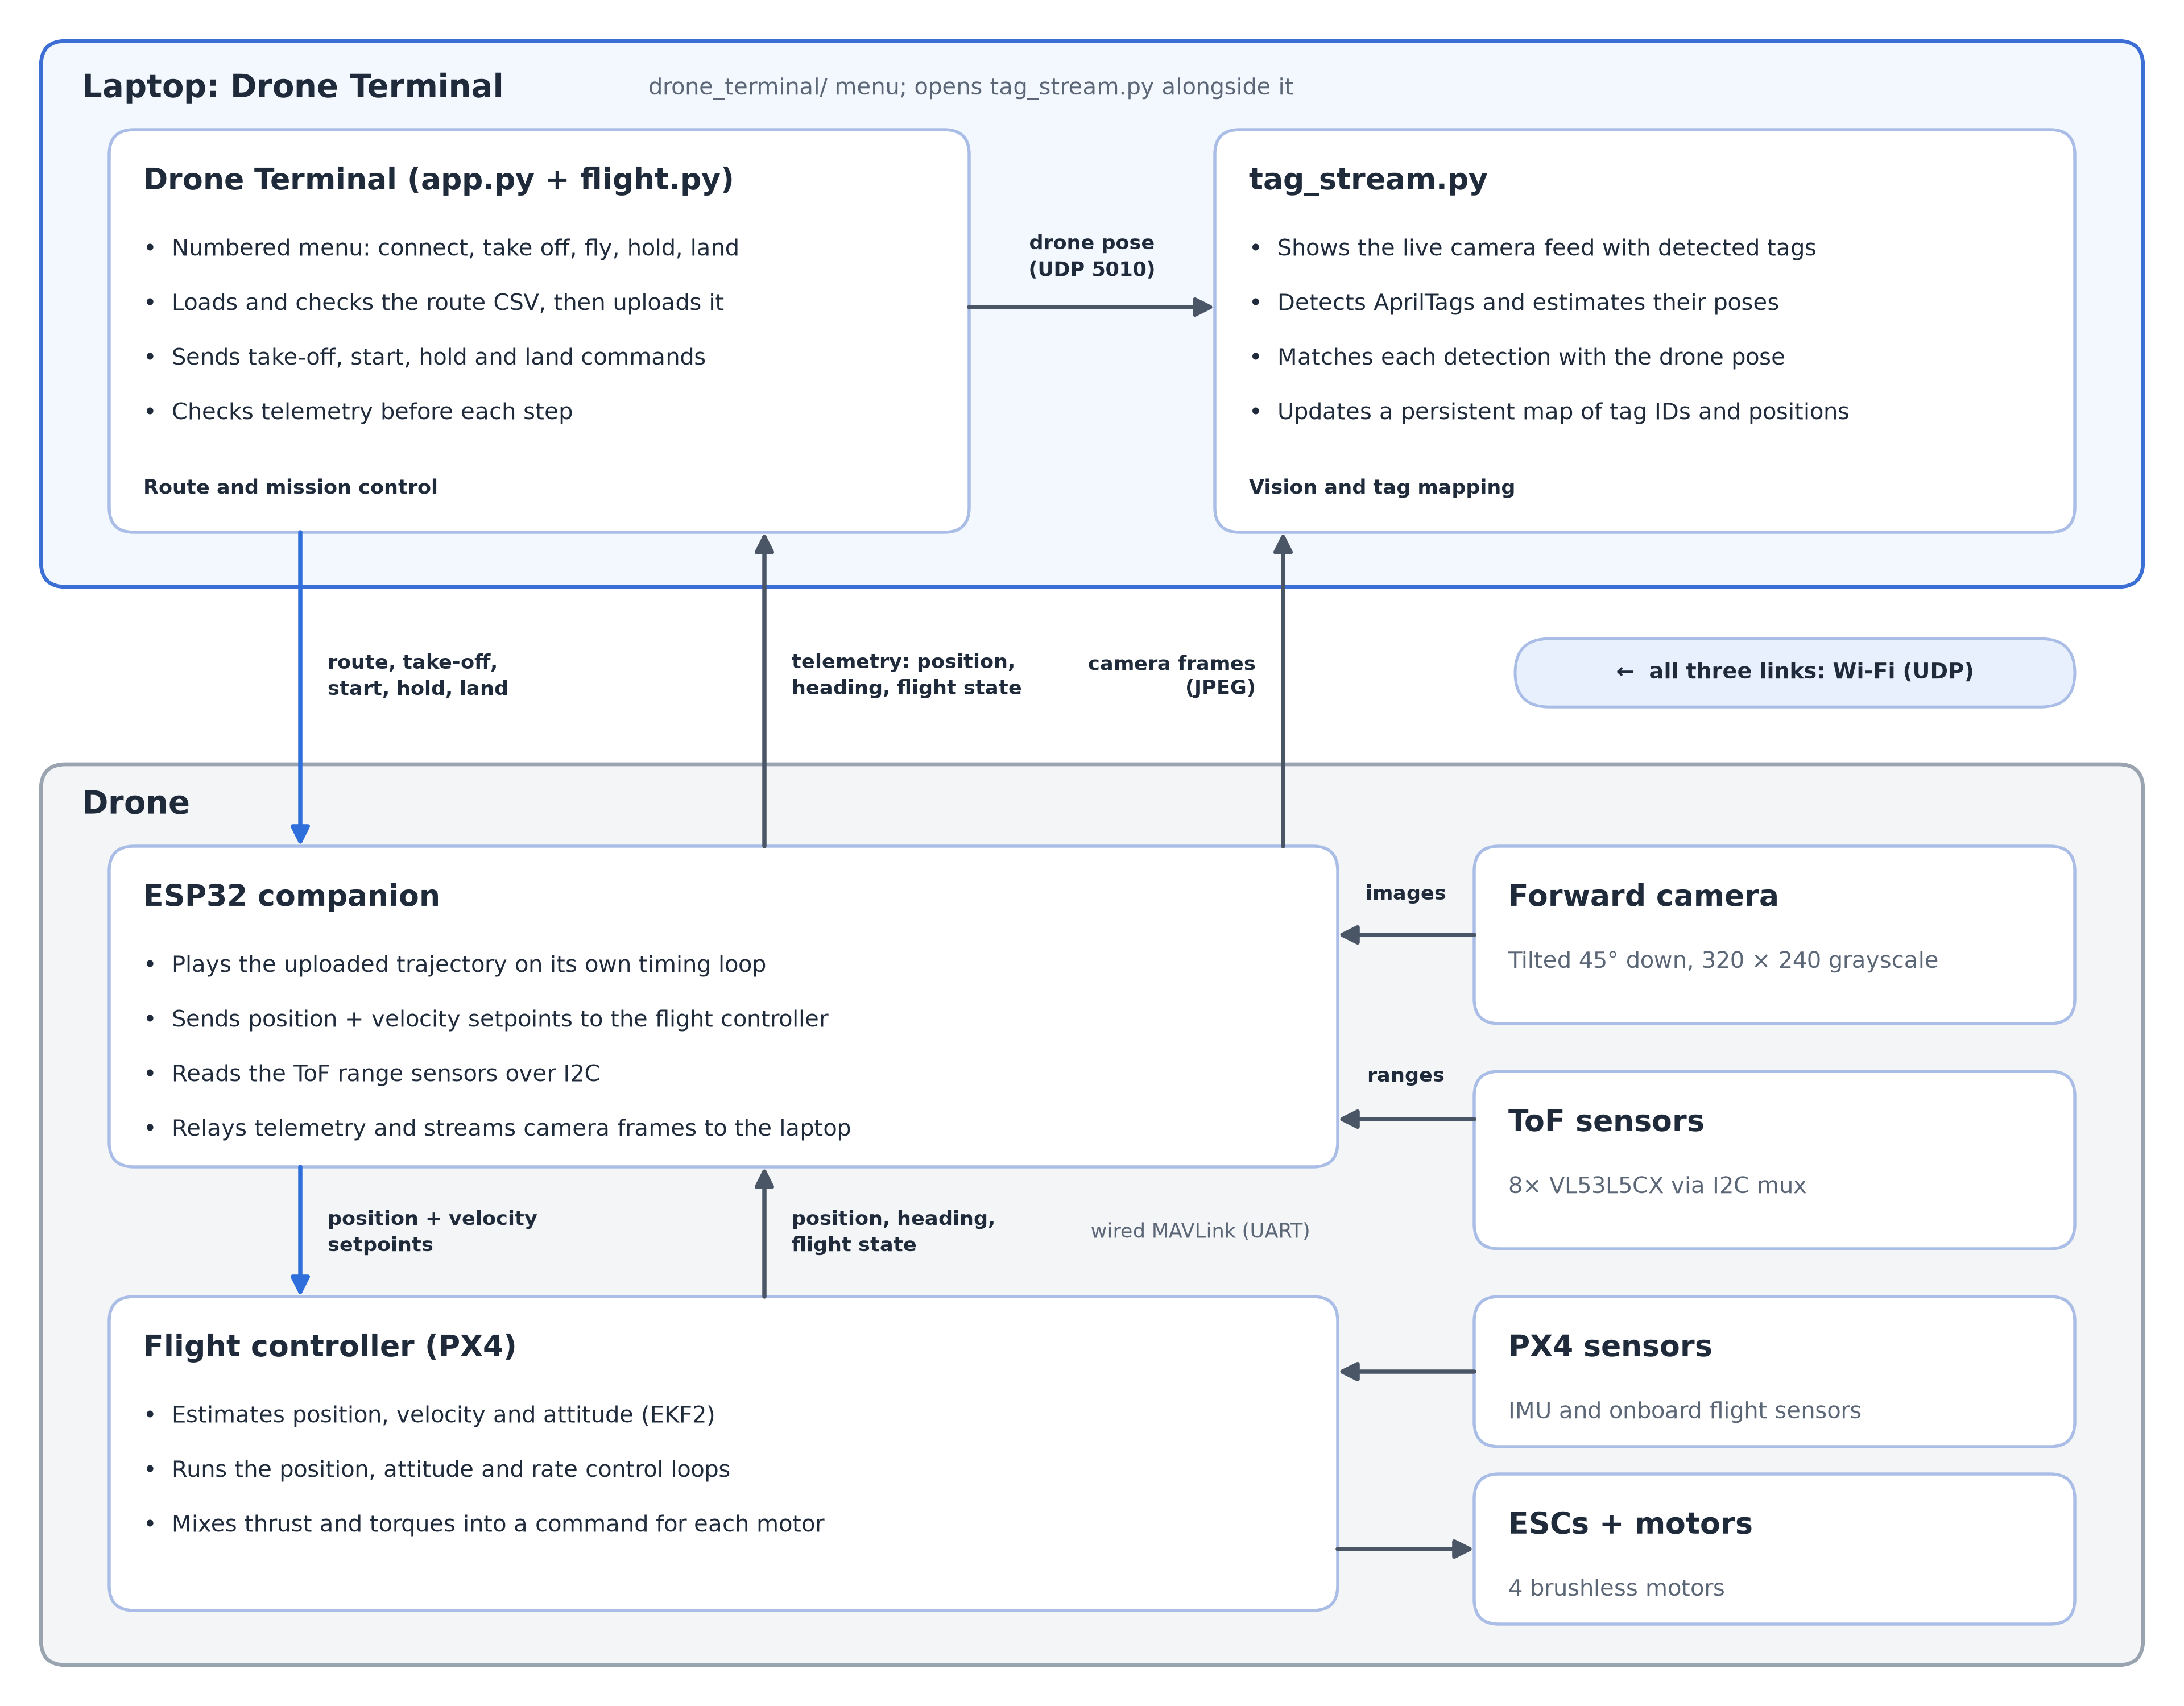 Laptop: Drone Terminal
drone_terminal/ menu; opens tag_stream.py alongside it
Drone Terminal (app.py + flight.py)
• Numbered menu: connect, take off, fly, hold, land
• Loads and checks the route CSV, then uploads it
• Sends take-off, start, hold and land commands
• Checks telemetry before each step
Route and mission control
drone pose
(UDP 5010)
tag_stream.py
• Shows the live camera feed with detected tags
• Detects AprilTags and estimates their poses
• Matches each detection with the drone pose
• Updates a persistent map of tag IDs and positions
Vision and tag mapping
route, take-off,
start, hold, land
telemetry: position,
heading, flight state
camera frames
(JPEG)
← all three links: Wi-Fi (UDP)
Drone
ESP32 companion
• Plays the uploaded trajectory on its own timing loop
• Sends position + velocity setpoints to the flight controller
• Reads the ToF range sensors over I2C
• Relays telemetry and streams camera frames to the laptop
images
Forward camera
Tilted 45° down, 320 × 240 grayscale
ranges
ToF sensors
8× VL53L5CX via I2C mux
position + velocity
setpoints
position, heading,
flight state
wired MAVLink (UART)
Flight controller (PX4)
• Estimates position, velocity and attitude (EKF2)
• Runs the position, attitude and rate control loops
• Mixes thrust and torques into a command for each motor
PX4 sensors
IMU and onboard flight sensors
ESCs + motors
4 brushless motors